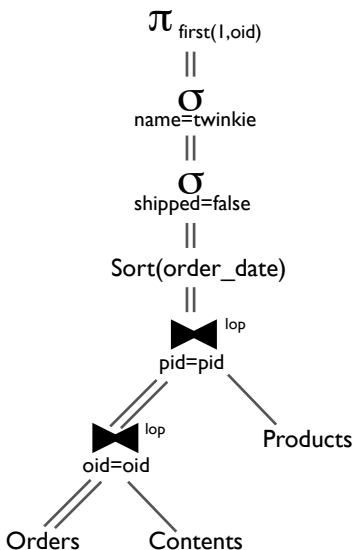 π first(1,oid)
σ
name=twinkie
σ
shipped=false
Sort(order_date)
lop
pid=pid
lop
Products
oid=oid
Orders Contents